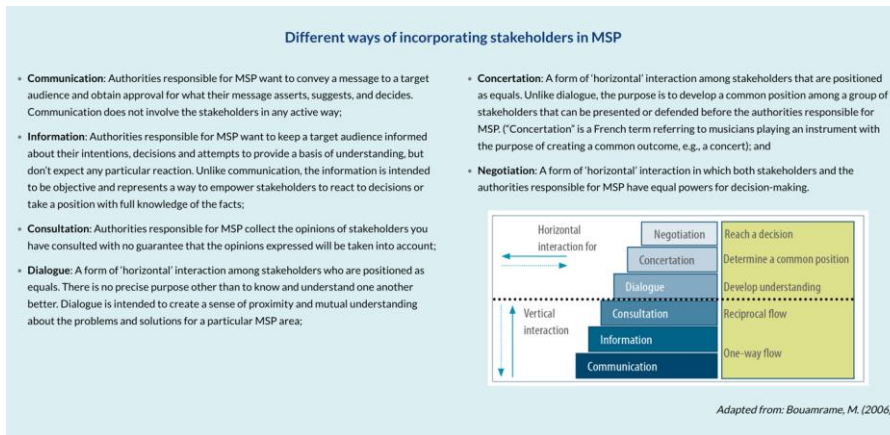 Different ways of incorporating stakeholders in MSP
• Communication: Authorities responsible for MSP want to convey a message to a target
audience and obtain approval for what their message asserts, suggests, and decides.
Communication does not involve the stakeholders in any active way;
• Information: Authorities responsible for MSP want to keep a target audience informed
about their intentions, decisions and attempts to provide a basis of understanding, but
don't expect any particular reaction. Unlike communication, the information is intended
to be objective and represents a way to empower stakeholders to react to decisions or
take a position with full knowledge of the facts;
• Consultation: Authorities responsible for MSP collect the opinions of stakeholders you
have consulted with no guarantee that the opinions expressed will be taken into account;
• Dialogue: A form of 'horizontal' interaction among stakeholders who are positioned as
equals. There is no precise purpose other than to know and understand one another
better. Dialogue is intended to create a sense of proximity and mutual understanding
about the problems and solutions for a particular MSP area;
• Concertation: A form of 'horizontal' interaction among stakeholders that are positioned
as equals. Unlike dialogue, the purpose is to develop a common position among a group of
stakeholders that can be presented or defended before the authorities responsible for
MSP. ("Concertation" is a French term referring to musicians playing an instrument with
the purpose of creating a common outcome, e.g., a concert); and
• Negotiation: A form of 'horizontal' interaction in which both stakeholders and the
authorities responsible for MSP have equal powers for decision-making.
Horizontal
interaction for
Negotiation
Reach a decision
Concertation
Determine a common position
Dialogue
Develop understanding
Vertical
interaction
Consultation
Reciprocal flow
Information
One-way flow
Communication
Adapted from: Bouamrame, M. (2006